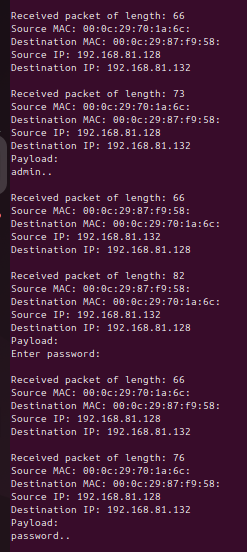 Received packet of length: 66
Source MAC: 00:0c:29:70:1a:6c:
Destination MAC: 00:0c:29:87:f9:58:
Source IP: 192.168.81.128
Destination IP: 192.168.81.132
Received packet of length: 73
Source MAC: 00:0c:29:70:1a:6c:
Destination MAC: 00:0c:29:87:f9:58:
Source IP: 192.168.81.128
Destination IP: 192.168.81.132
Payload:
admin..
Received packet of length: 66
Source MAC: 00:0c:29:87:f9:58:
Destination MAC: 00:0c:29:70:1a:6c:
Source IP: 192.168.81.132
Destination IP: 192.168.81.128
Received packet of length: 82
Source MAC: 00:0c:29:87:f9:58:
Destination MAC: 00:0c:29:70:1a:6c:
Source IP: 192.168.81.132
Destination IP: 192.168.81.128
Payload:
Enter password:
Received packet of length: 66
Source MAC: 00:0c:29:70:1a:6c:
Destination MAC: 00:0c:29:87:f9:58:
Source IP: 192.168.81.128
Destination IP: 192.168.81.132
Received packet of length: 76
Source MAC: 00:0c:29:70:1a:6c:
Destination MAC: 00:0c:29:87:f9:58:
Source IP: 192.168.81.128
Destination IP: 192.168.81.132
Payload:
password..